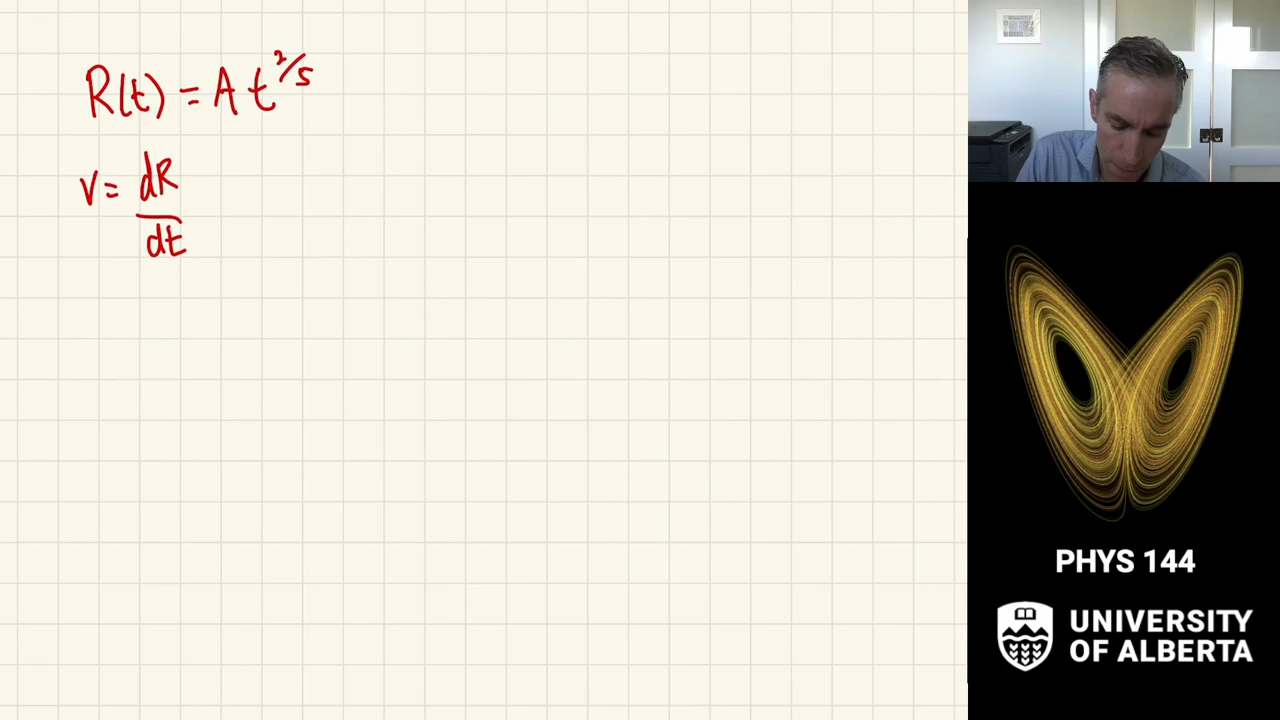 R(t) = A t^{2/5}
v = dR/dt
PHYS 144
UNIVERSITY
OF ALBERTA